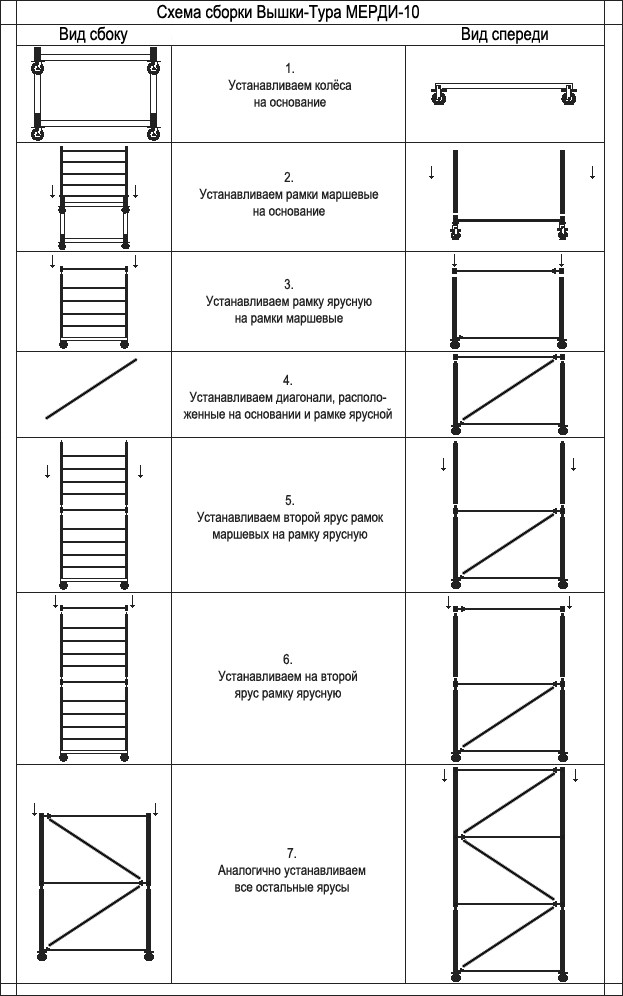 Схема сборки Вышки-Тура МЕРДИ-10
Вид сбоку
Вид спереди
1.
Устанавливаем колёса
на основание
2.
Устанавливаем рамки маршевые
на основание
3.
Устанавливаем рамку ярусную
на рамки маршевые
4.
Устанавливаем диагонали, располо-
женные на основании и рамке ярусной
5.
Устанавливаем второй ярус рамок
маршевых на рамку ярусную
6.
Устанавливаем на второй
ярус рамку ярусную
7.
Аналогично устанавливаем
все остальные ярусы